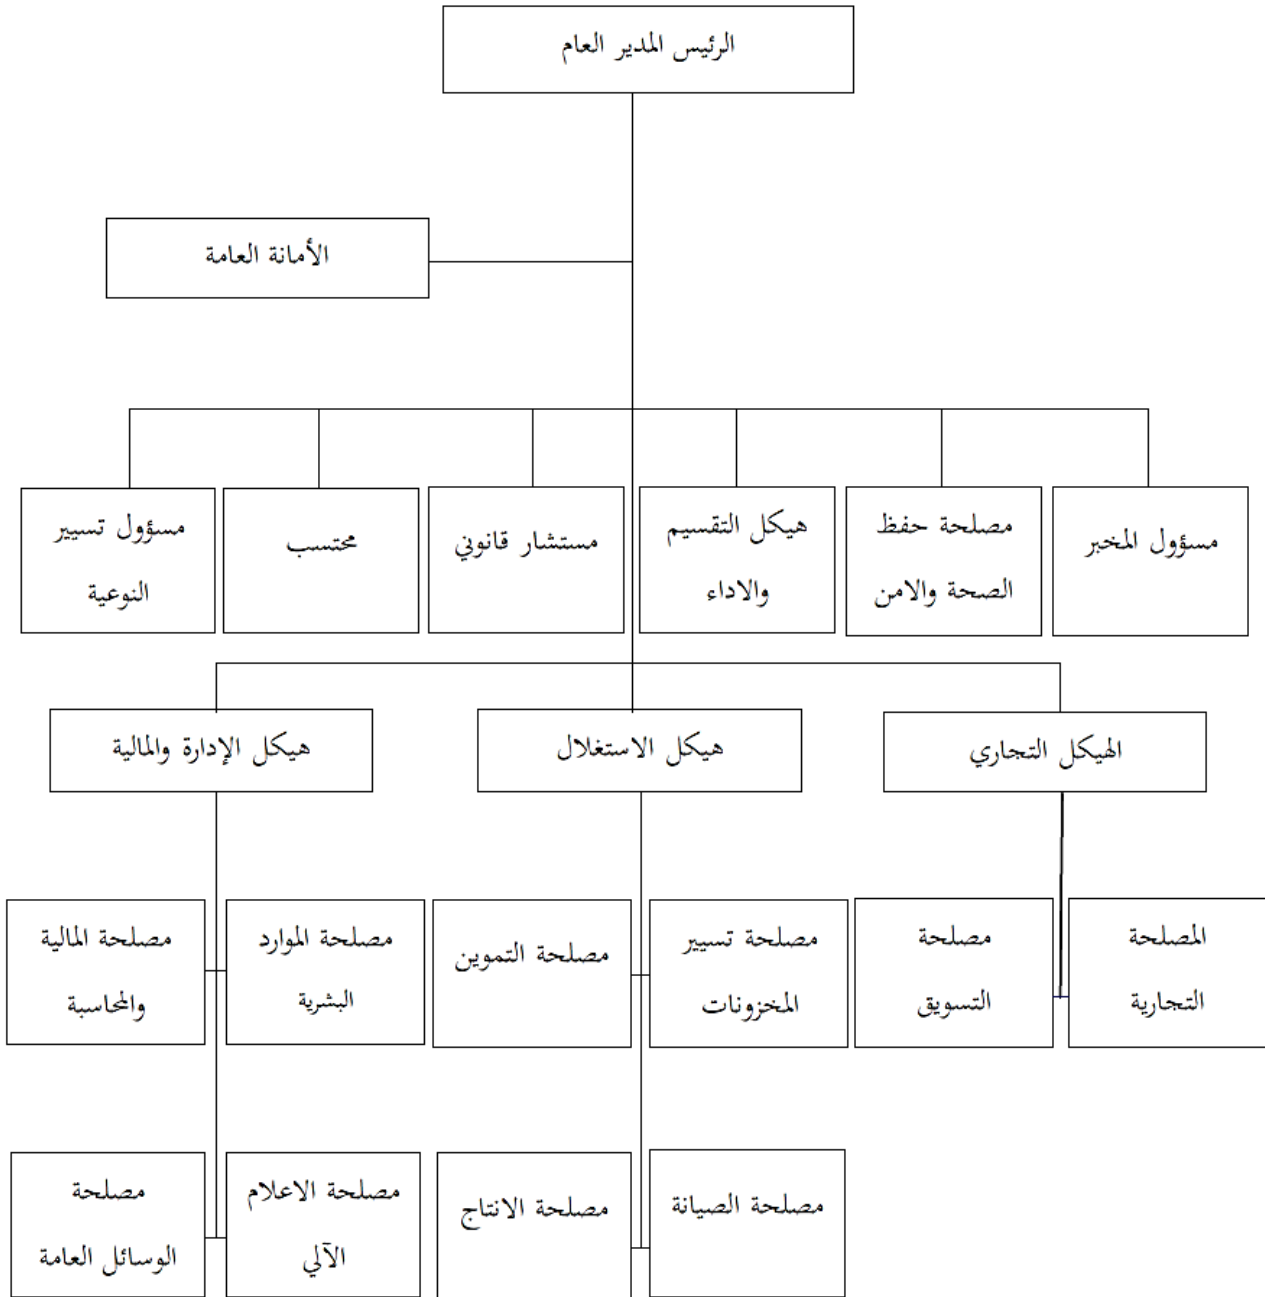 الرئيس المدير العام
الأمانة العامة
مسؤول المخبر
مصلحة حفظ
الصحة والامن
هيكل التقسيم
والاداء
مستشار قانوني
محتسب
مسؤول تسيير
النوعية
الهيكل التجاري
هيكل الاستغلال
هيكل الإدارة والمالية
المصلحة
التجارية
مصلحة
التسويق
مصلحة تسيير
المخزونات
مصلحة التموين
مصلحة الموارد
البشرية
مصلحة المالية
والمحاسبة
مصلحة الصيانة
مصلحة الانتاج
مصلحة الاعلام
الآلي
مصلحة
الوسائل العامة